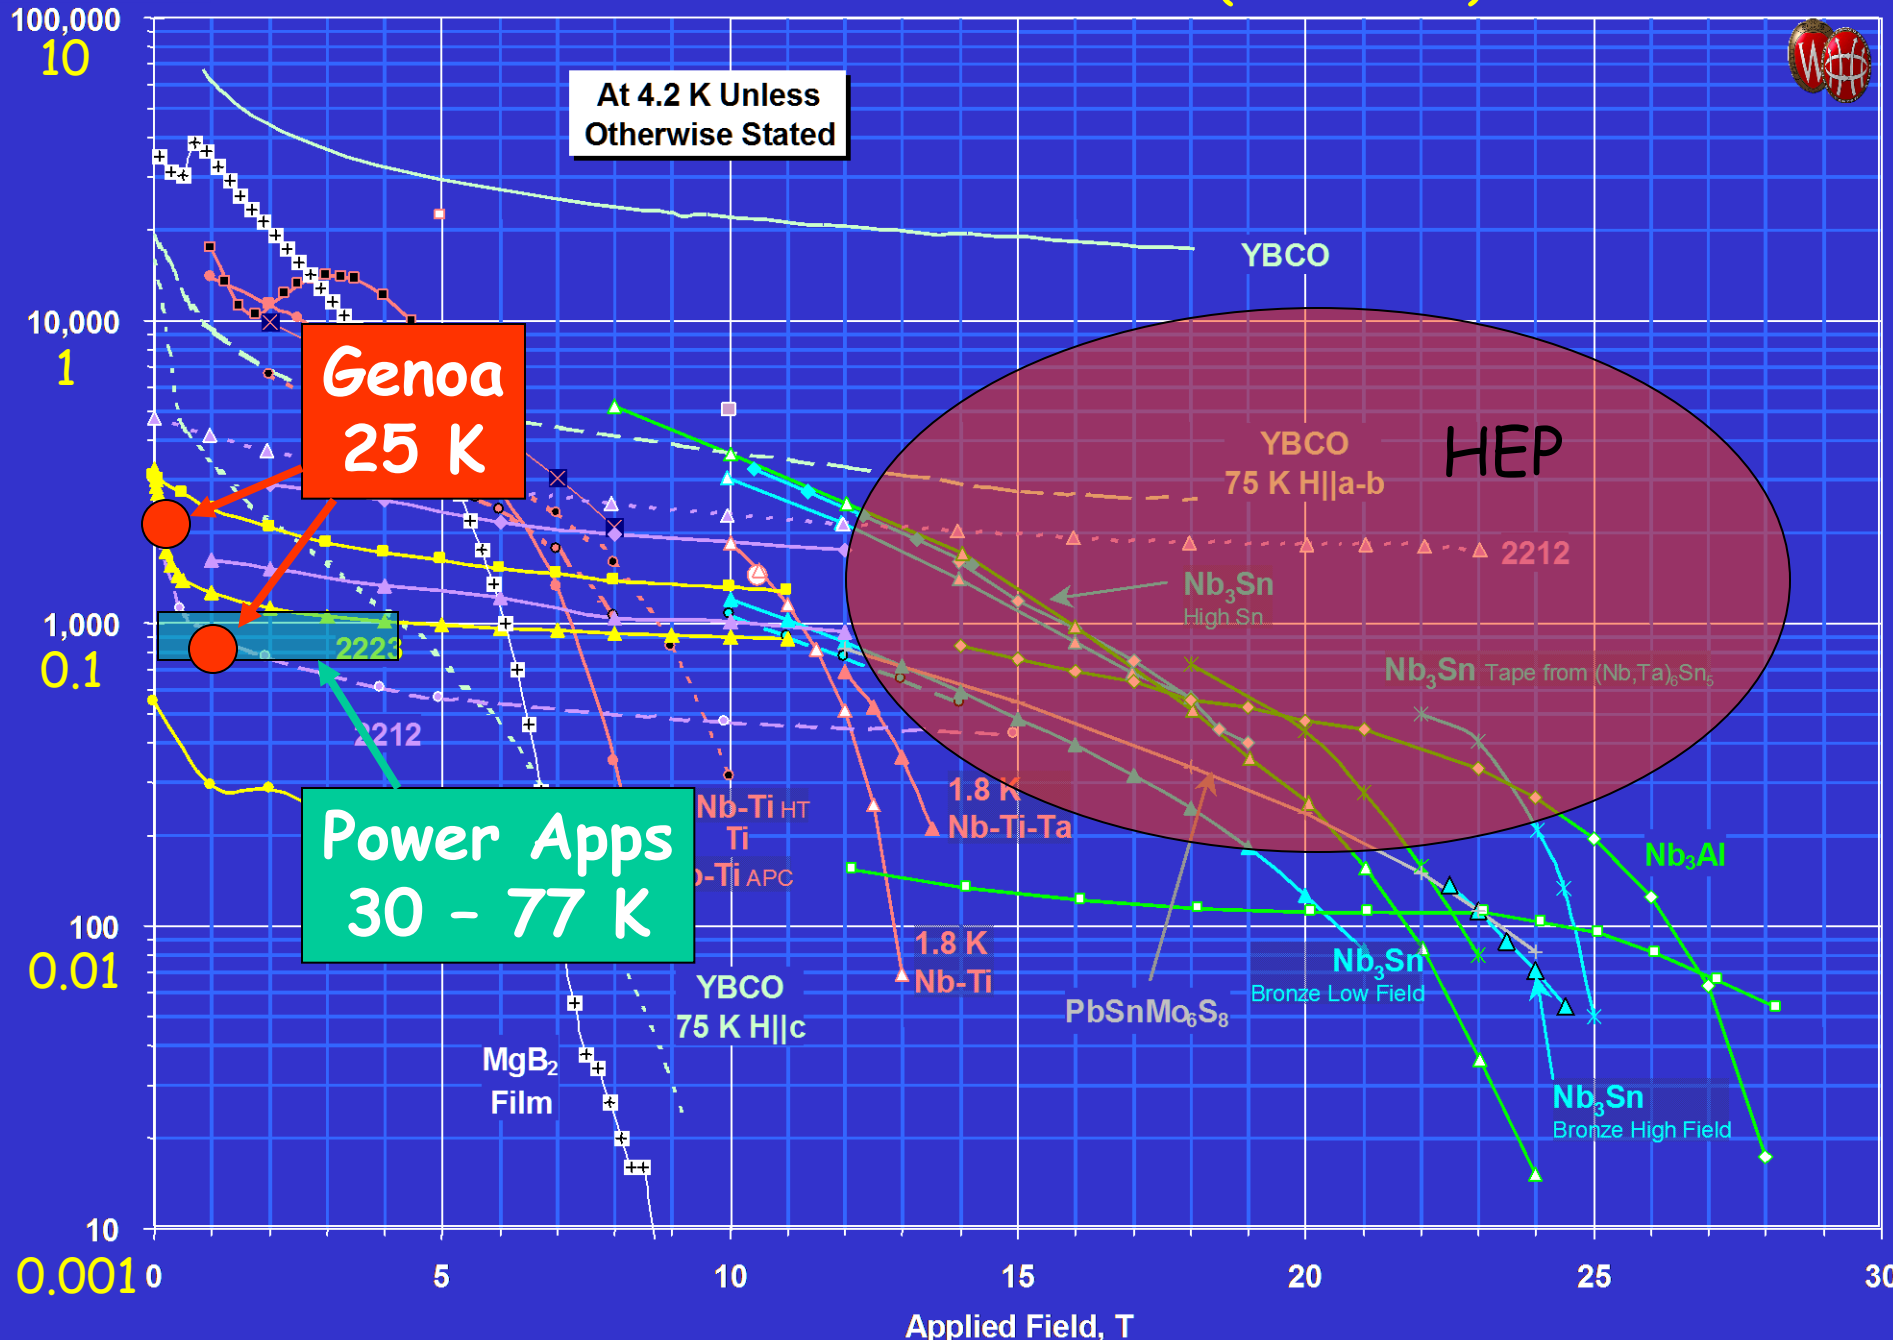 100,000
10
At 4.2 K Unless
Otherwise Stated
YBCO
10,000
1
Genoa
25 K
YBCO
75 K H||a-b
HEP
2212
Nb₃Sn
High Sn
1,000
0.1
2223
Nb₃Sn Tape from (Nb,Ta)₆Sn₅
2212
Power Apps
30 - 77 K
Nb-Ti HT
Ti
-Ti APC
1.8 K
Nb-Ti-Ta
Nb₃Al
100
0.01
1.8 K
Nb-Ti
Nb₃Sn
Bronze Low Field
YBCO
75 K H||c
PbSnMo₆S₈
MgB₂
Film
Nb₃Sn
Bronze High Field
10
0.001
0 5 10 15 20 25 30
Applied Field, T